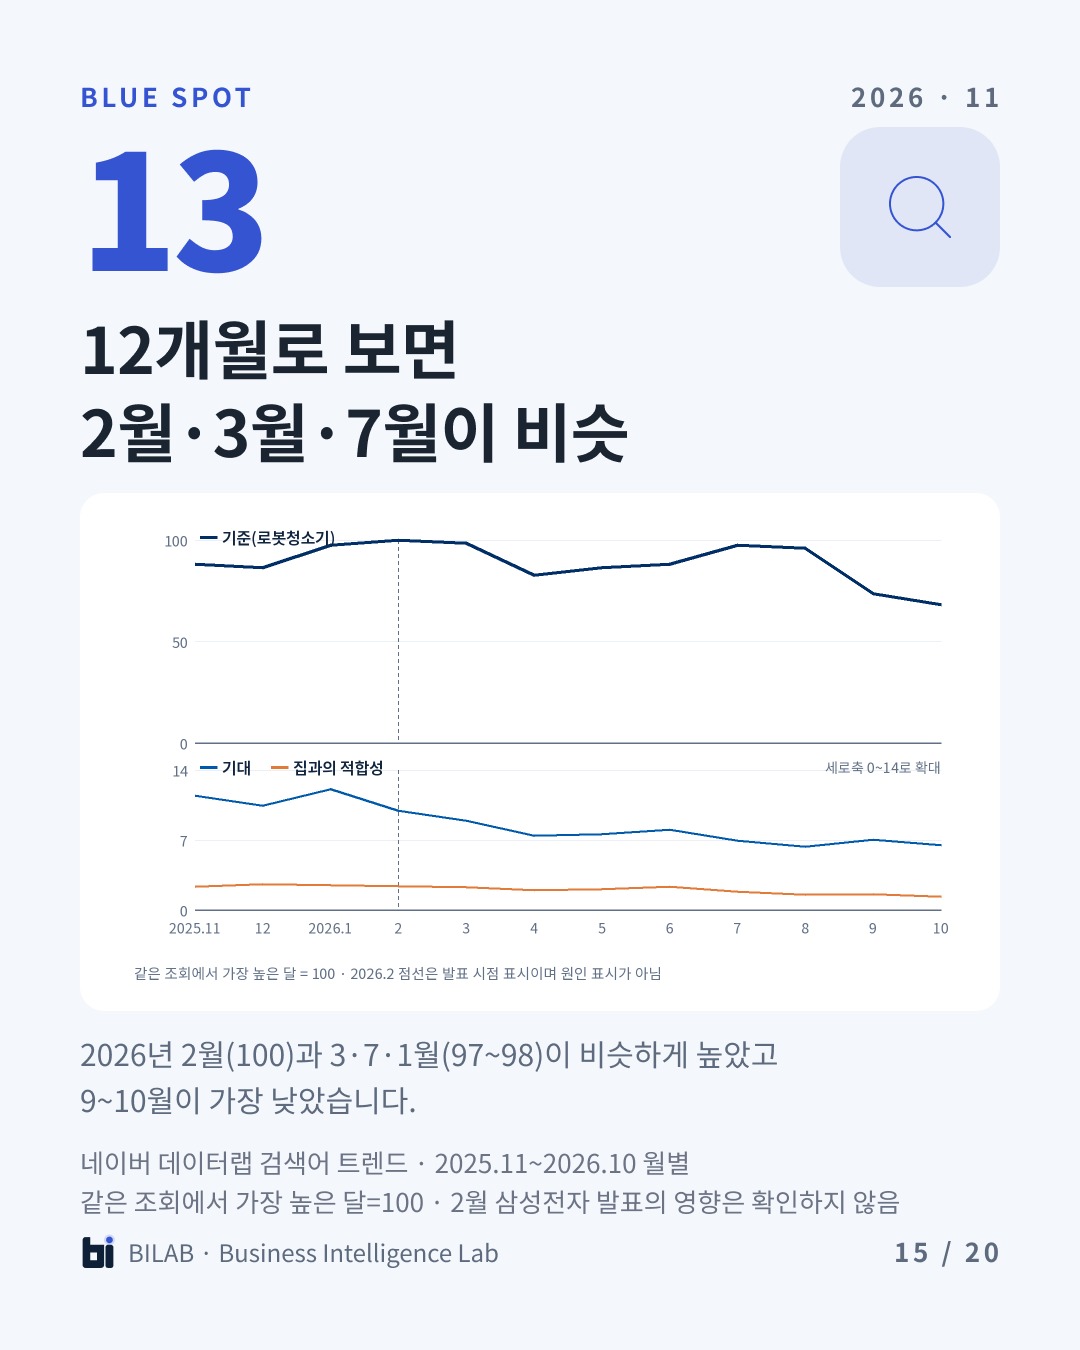 BLUE SPOT
2026 · 11
13
12개월로 보면
2월·3월·7월이 비슷
100
기준(로봇청소기)
50
0
14
기대
집과의 적합성
세로축 0~14로 확대
7
0
2025.11 12 2026.1 2 3 4 5 6 7 8 9 10
같은 조회에서 가장 높은 달 = 100 · 2026.2 점선은 발표 시점 표시이며 원인 표시가 아님
2026년 2월(100)과 3·7·1월(97~98)이 비슷하게 높았고
9~10월이 가장 낮았습니다.
네이버 데이터랩 검색어 트렌드 · 2025.11~2026.10 월별
같은 조회에서 가장 높은 달=100 · 2월 삼성전자 발표의 영향은 확인하지 않음
bi BILAB · Business Intelligence Lab
15 / 20